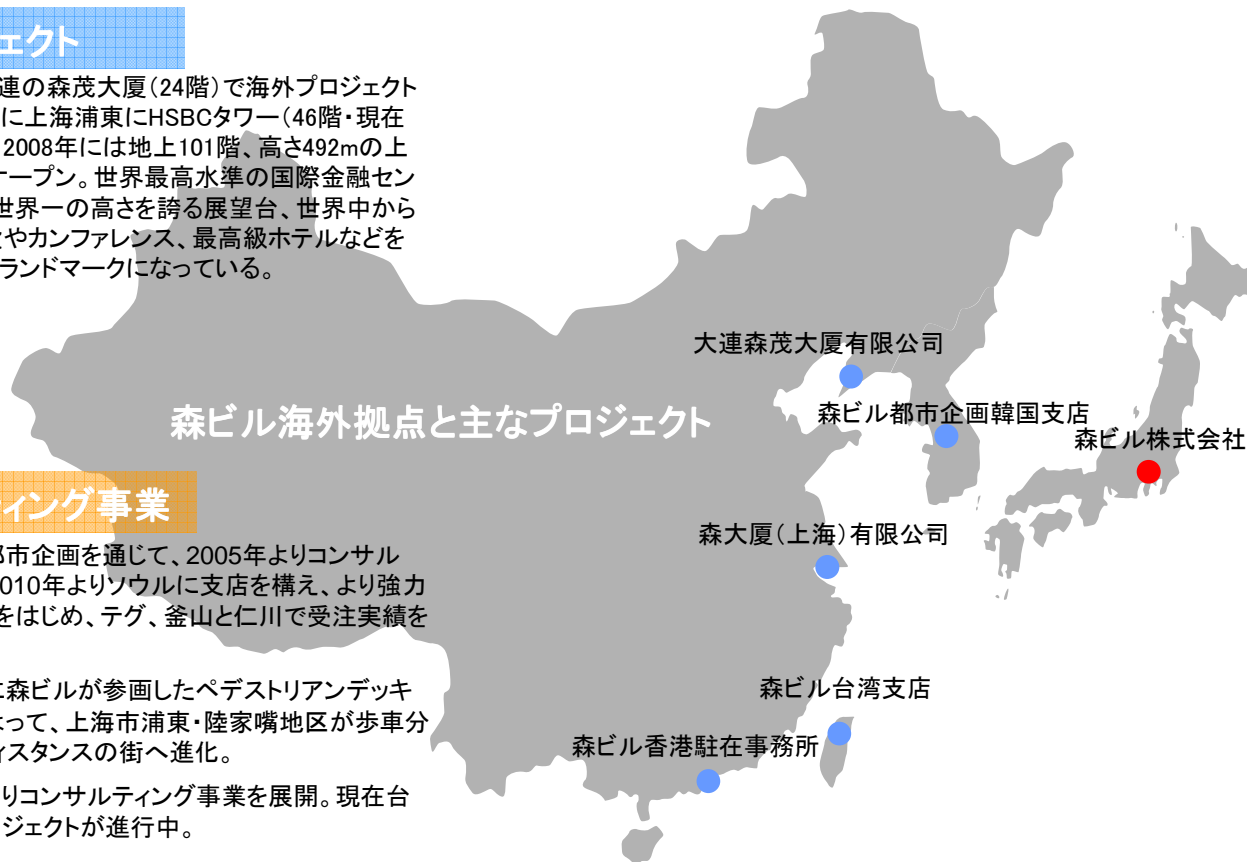 ェクト
連の森茂大厦（24階）で海外プロジェクト
に上海浦東にHSBCタワー（46階・現在
2008年には地上101階、高さ492mの上
オープン。世界最高水準の国際金融セン
世界一の高さを誇る展望台、世界中から
やカンファレンス、最高級ホテルなどを
ランドマークになっている。
大連森茂大厦有限公司
森ビル都市企画韓国支店
森ビル海外拠点と主なプロジェクト
森ビル株式会社
ィング事業
都市企画を通じて、2005年よりコンサル
010年よりソウルに支店を構え、より強力
をはじめ、テグ、釜山と仁川で受注実績を
森大厦（上海）有限公司
に森ビルが参画したペデストリアンデッキ
よって、上海市浦東・陸家嘴地区が歩車分
ィスタンスの街へ進化。
りコンサルティング事業を展開。現在台
ジェクトが進行中。
森ビル台湾支店
森ビル香港駐在事務所